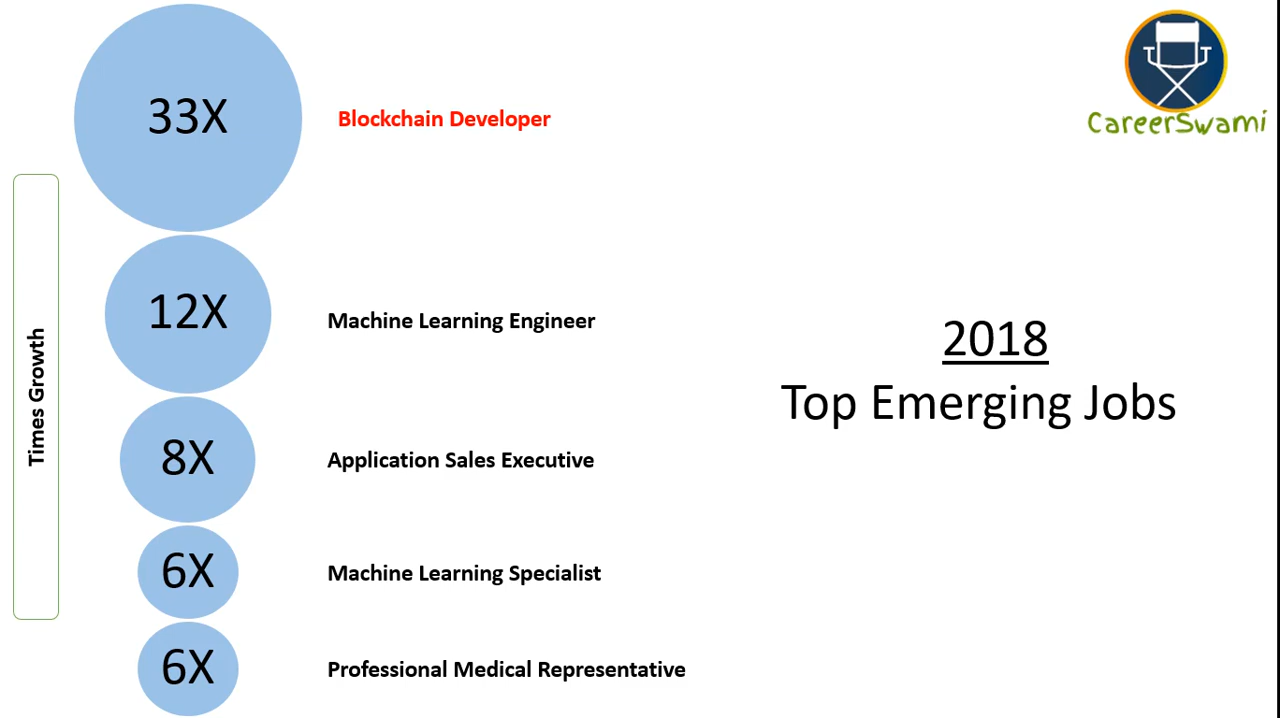 33X
Blockchain Developer
CareerSwami
12X
Machine Learning Engineer
2018
Top Emerging Jobs
Times Growth
8X
Application Sales Executive
6X
Machine Learning Specialist
6X
Professional Medical Representative